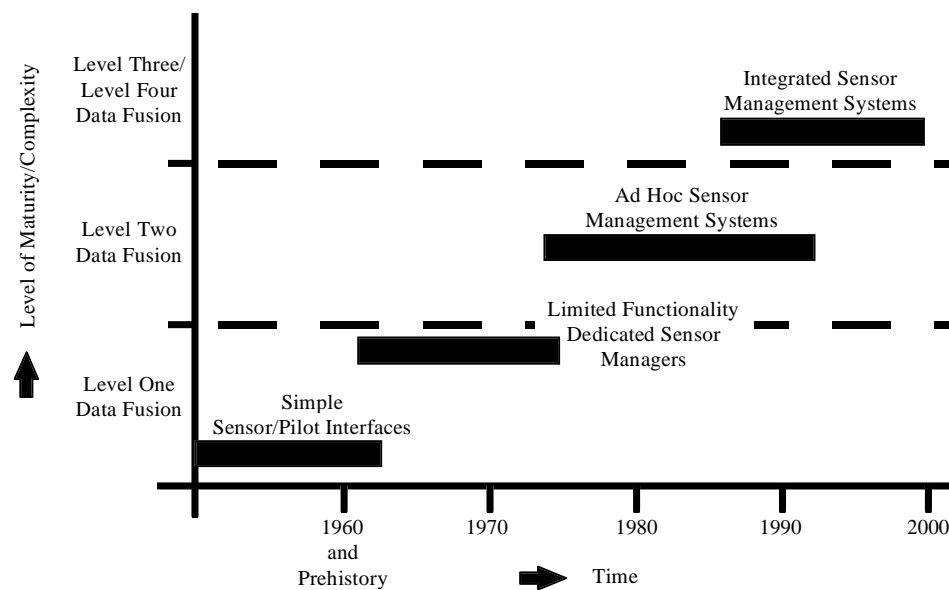 Level of Maturity/Complexity
Level Three/
Level Four
Data Fusion
Integrated Sensor
Management Systems
Level Two
Data Fusion
Ad Hoc Sensor
Management Systems
Limited Functionality
Dedicated Sensor
Managers
Level One
Data Fusion
Simple
Sensor/Pilot Interfaces
1960
and
Prehistory
1970
1980
1990
2000
Time